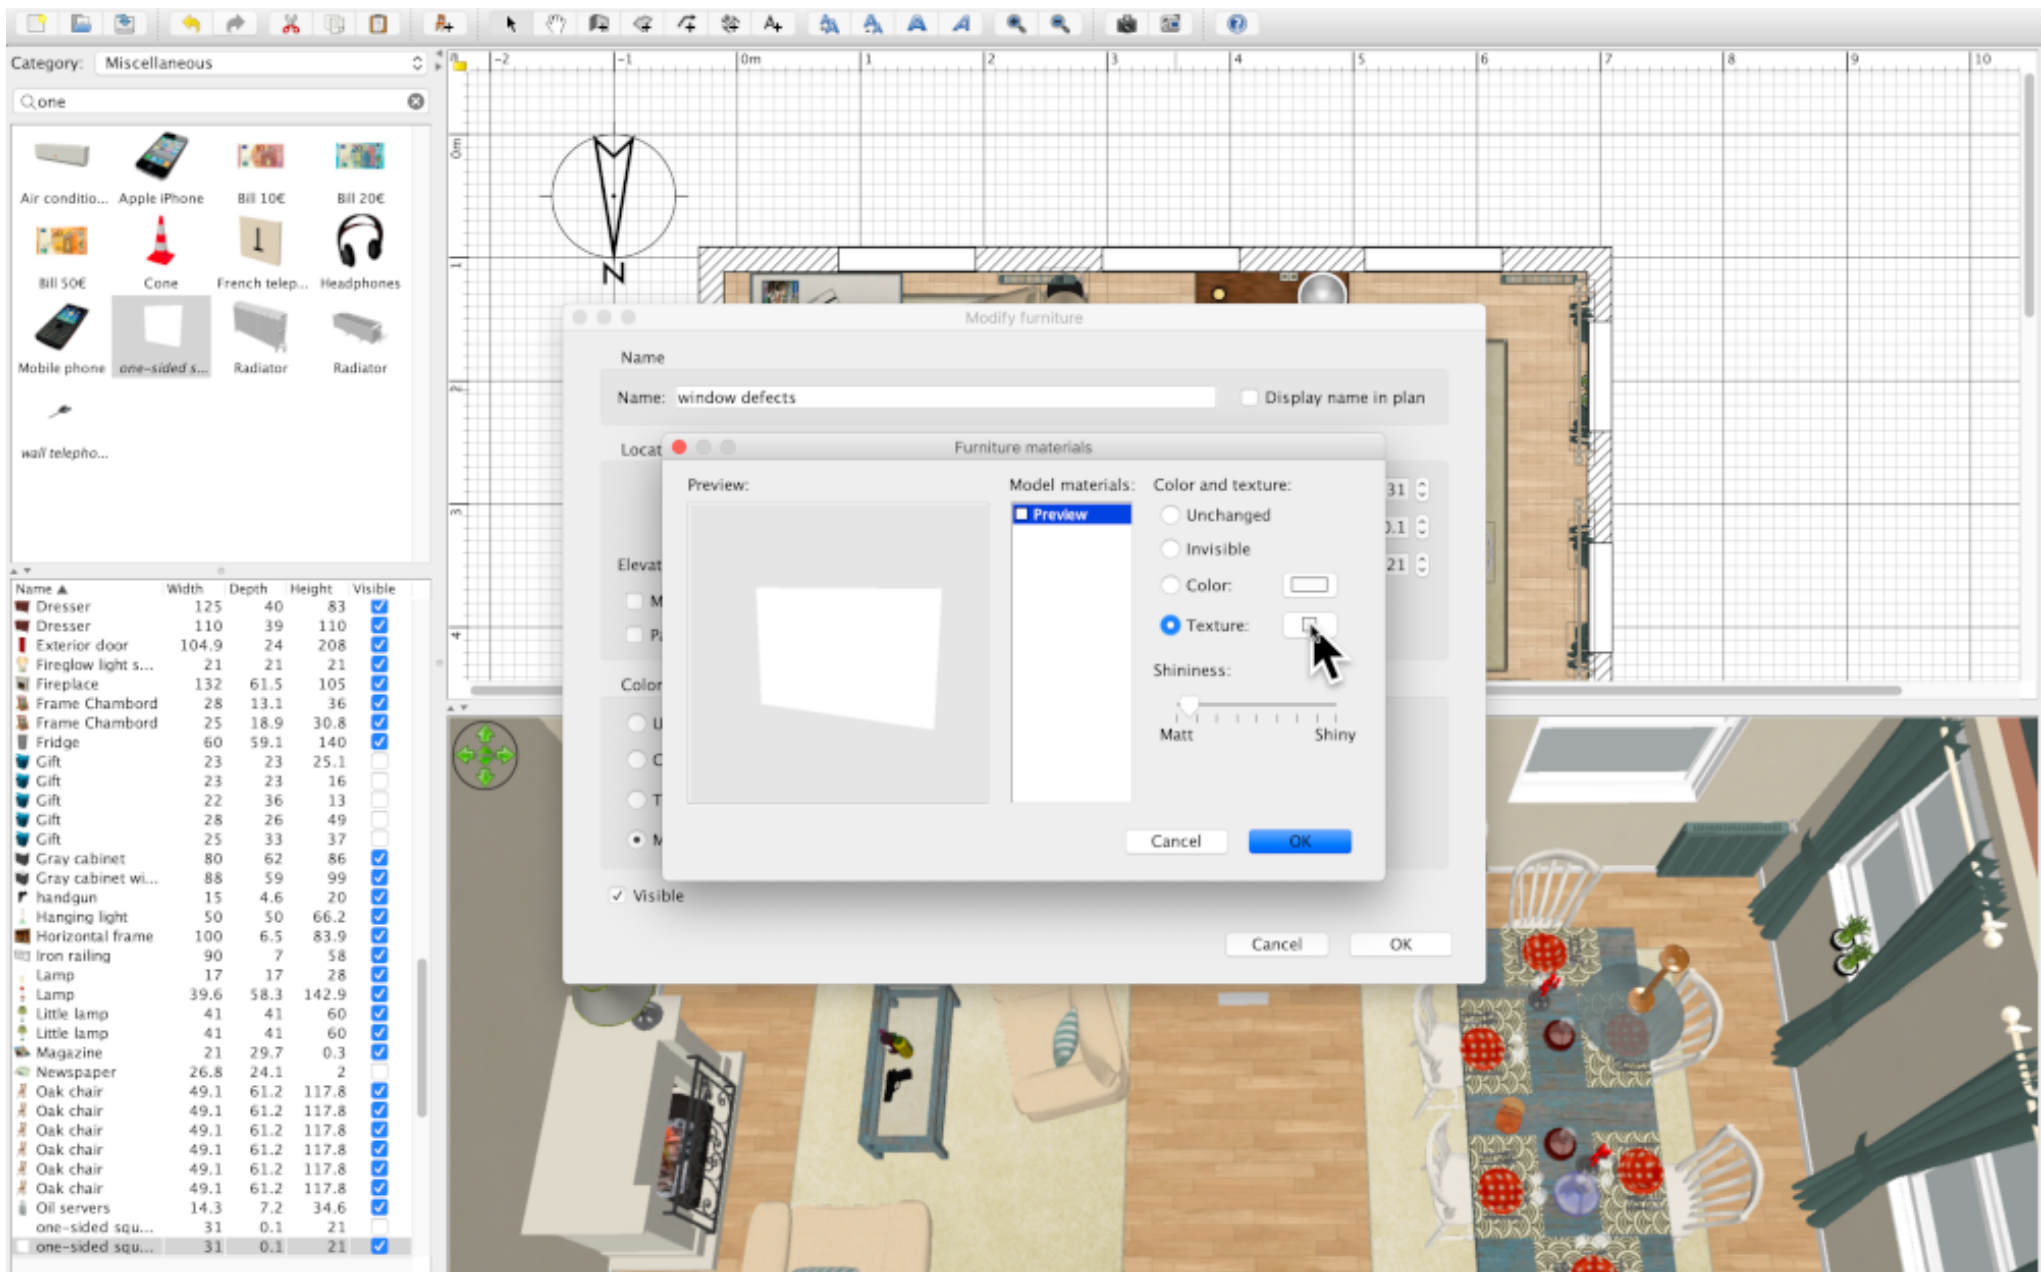 Category: Miscellaneous
one
Air conditio... Apple iPhone Bill 10€ Bill 20€
Bill 50€ Cone French telep... Headphones
Mobile phone one-sided s... Radiator Radiator
wall telepho...
Name Width Depth Height Visible
Dresser 125 40 83
Dresser 110 39 110
Exterior door 104.9 24 208
Fireglow light s... 21 21 21
Fireplace 132 61.5 105
Frame Chambord 28 13.1 36
Frame Chambord 25 18.9 30.8
Fridge 60 59.1 140
Gift 23 23 25.1
Gift 23 23 16
Gift 22 36 13
Gift 28 26 49
Gift 25 33 37
Gray cabinet 80 62 86
Gray cabinet wi... 88 59 99
handgun 15 4.6 20
Hanging light 50 50 66.2
Horizontal frame 100 6.5 83.9
Iron railing 90 7 58
Lamp 17 17 28
Lamp 39.6 58.3 142.9
Little lamp 41 41 60
Little lamp 41 41 60
Magazine 21 29.7 0.3
Newspaper 26.8 24.1 2
Oak chair 49.1 61.2 117.8
Oak chair 49.1 61.2 117.8
Oak chair 49.1 61.2 117.8
Oak chair 49.1 61.2 117.8
Oak chair 49.1 61.2 117.8
Oak chair 49.1 61.2 117.8
Oil servers 14.3 7.2 34.6
one-sided squ... 31 0.1 21
one-sided squ... 31 0.1 21
-2 -1 0m 1 2 3 4 5 6 7 8 9 10
0m
1
2
3
4
N
Modify furniture
Name
Name: window defects Display name in plan
Locat
31
0.1
Elevat 21
M
Pa
Color
U
C
T
M
Visible
Cancel OK
Furniture materials
Preview: Model materials: Color and texture:
Preview
Unchanged
Invisible
Color:
Texture:
Shininess:
Matt Shiny
Cancel OK